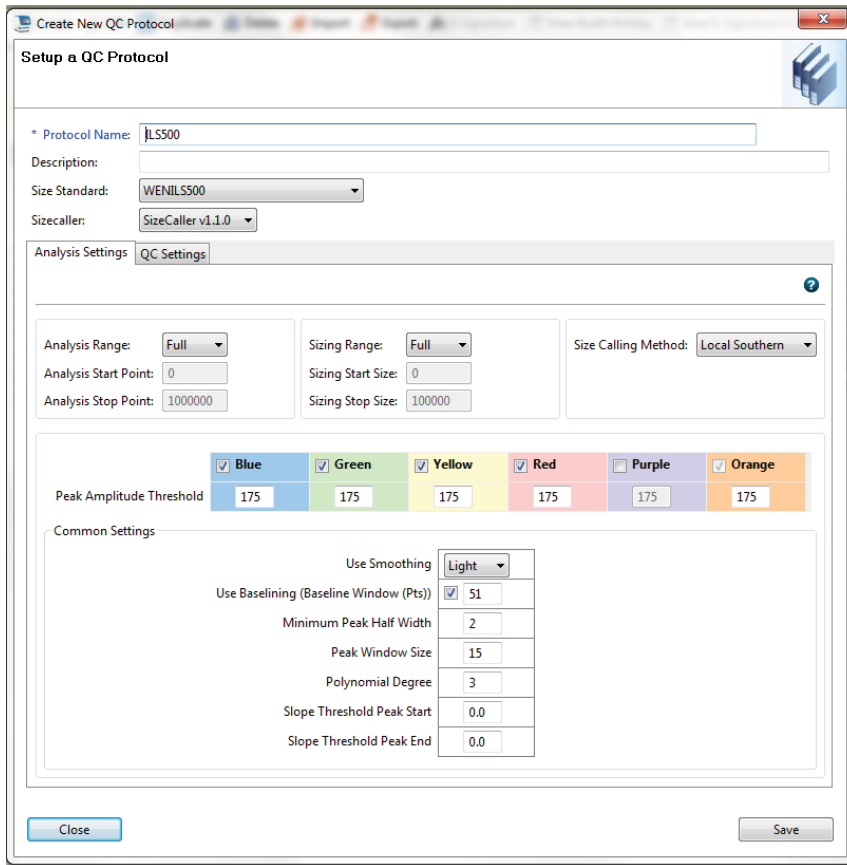 Create New QC Protocol
Setup a QC Protocol
* Protocol Name: ILS500
Description:
Size Standard: WENILS500
Sizecaller: SizeCaller v1.1.0
Analysis Settings QC Settings
?
Analysis Range: Full Sizing Range: Full Size Calling Method: Local Southern
Analysis Start Point: 0 Sizing Start Size: 0
Analysis Stop Point: 1000000 Sizing Stop Size: 100000
Blue Green Yellow Red Purple Orange
Peak Amplitude Threshold 175 175 175 175 175 175
Common Settings
Use Smoothing Light
Use Baselining (Baseline Window (Pts)) 51
Minimum Peak Half Width 2
Peak Window Size 15
Polynomial Degree 3
Slope Threshold Peak Start 0.0
Slope Threshold Peak End 0.0
Close Save